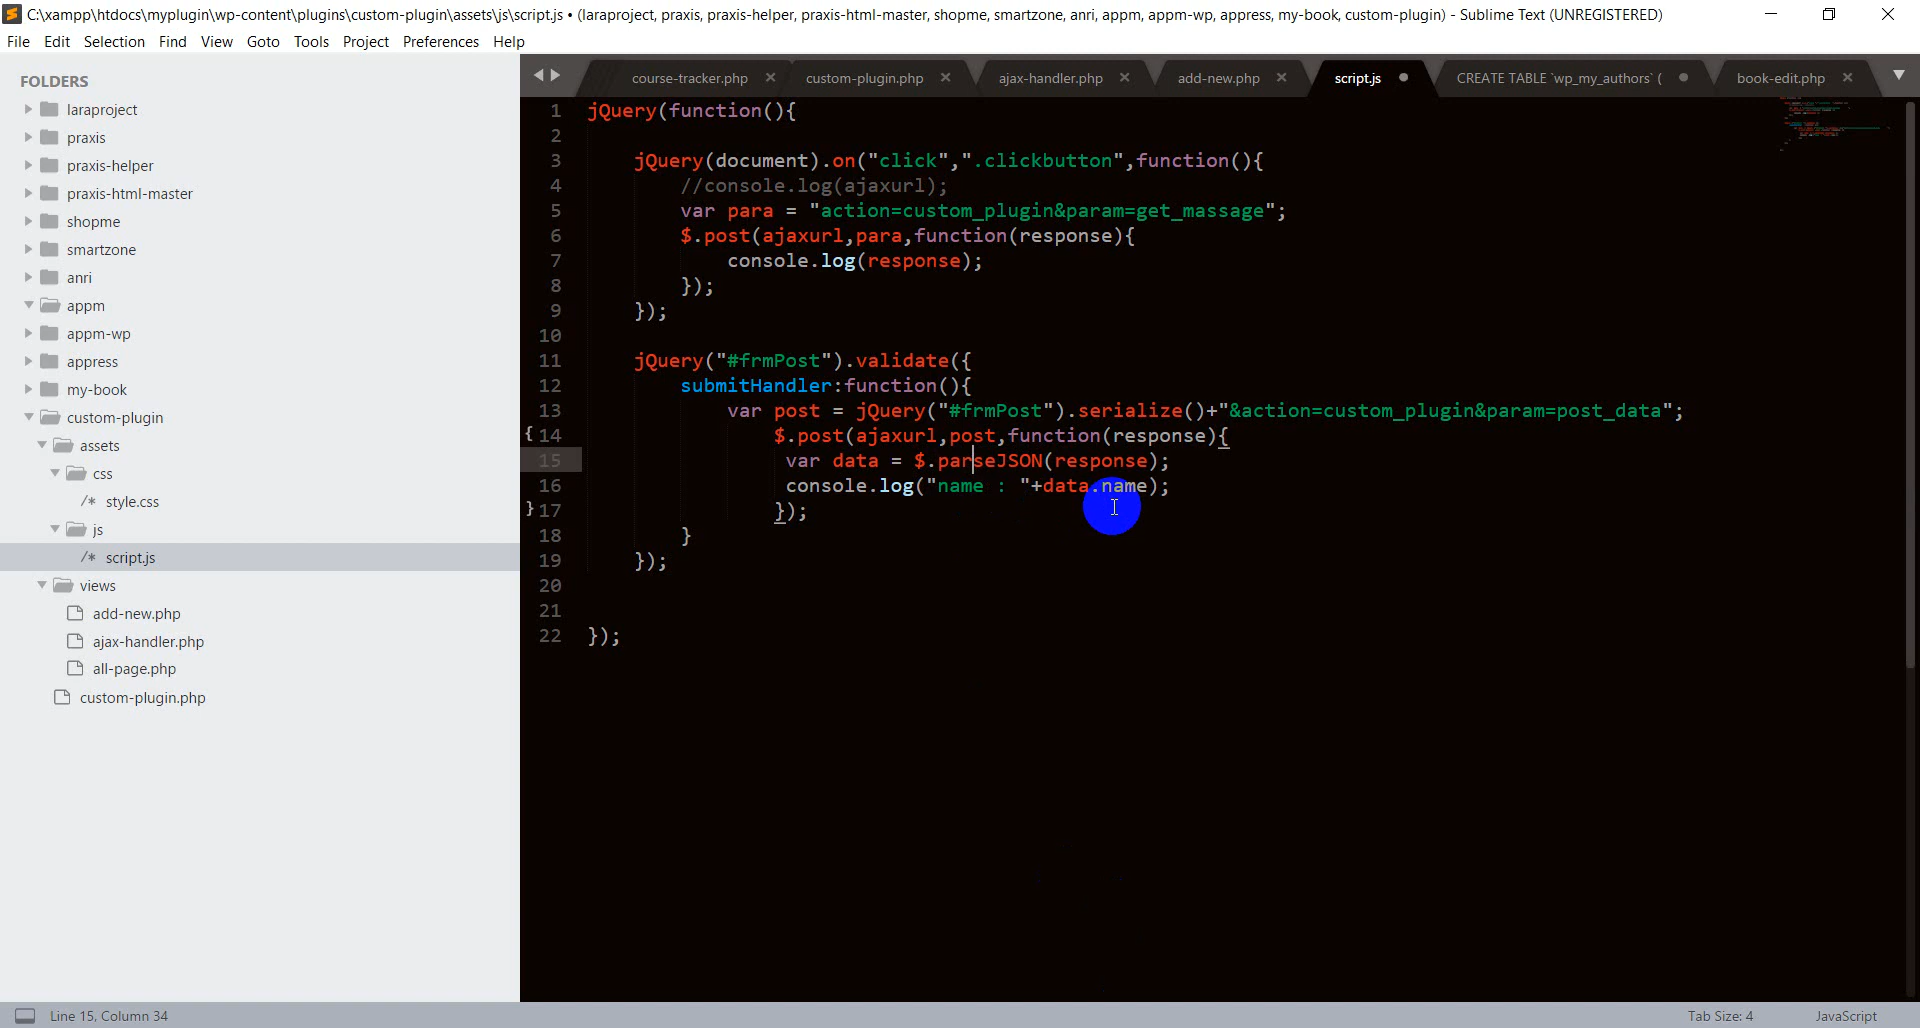 C:\xampp\htdocs\myplugin\wp-content\plugins\custom-plugin\assets\js\script.js • (laraproject, praxis, praxis-helper, praxis-html-master, shopme, smartzone, anri, appm, appm-wp, appress, my-book, custom-plugin) - Sublime Text (UNREGISTERED)
File Edit Selection Find View Goto Tools Project Preferences Help
FOLDERS
laraproject
praxis
praxis-helper
praxis-html-master
shopme
smartzone
anri
appm
appm-wp
appress
my-book
custom-plugin
assets
css
/* style.css
js
/* script.js
views
add-new.php
ajax-handler.php
all-page.php
custom-plugin.php
course-tracker.php custom-plugin.php ajax-handler.php add-new.php script.js CREATE TABLE `wp_my_authors` ( book-edit.php
1 jQuery(function(){
2
3 jQuery(document).on("click",".clickbutton",function(){
4 //console.log(ajaxurl);
5 var para = "action=custom_plugin&param=get_massage";
6 $.post(ajaxurl,para,function(response){
7 console.log(response);
8 });
9 });
10
11 jQuery("#frmPost").validate({
12 submitHandler:function(){
13 var post = jQuery("#frmPost").serialize()+"&action=custom_plugin&param=post_data";
{ 14 $.post(ajaxurl,post,function(response){
15 var data = $.parseJSON(response);
16 console.log("name : "+data.name);
} 17 });
18 }
19 });
20
21
22 });
Line 15, Column 34 Tab Size: 4 JavaScript